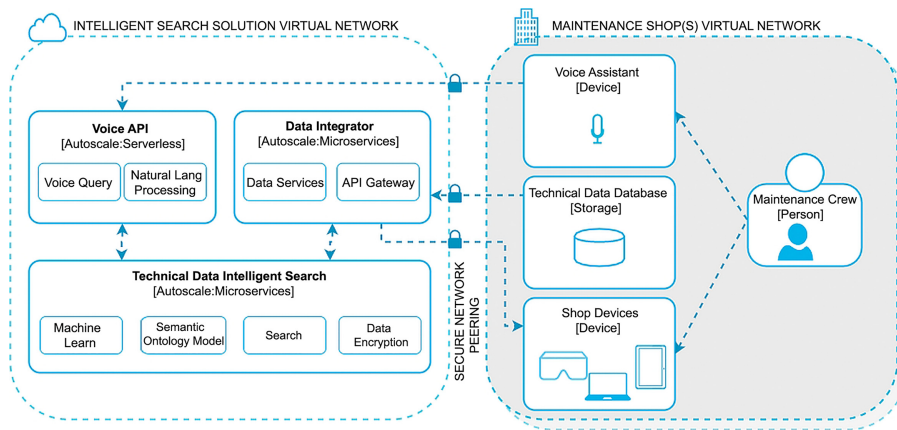 INTELLIGENT SEARCH SOLUTION VIRTUAL NETWORK
MAINTENANCE SHOP(S) VIRTUAL NETWORK
Voice API
[Autoscale:Serverless]
Voice Query
Natural Lang
Processing
Data Integrator
[Autoscale:Microservices]
Data Services
API Gateway
Technical Data Intelligent Search
[Autoscale:Microservices]
Machine
Learn
Semantic
Ontology Model
Search
Data
Encryption
SECURE NETWORK
PEERING
Voice Assistant
[Device]
Technical Data Database
[Storage]
Shop Devices
[Device]
Maintenance Crew
[Person]